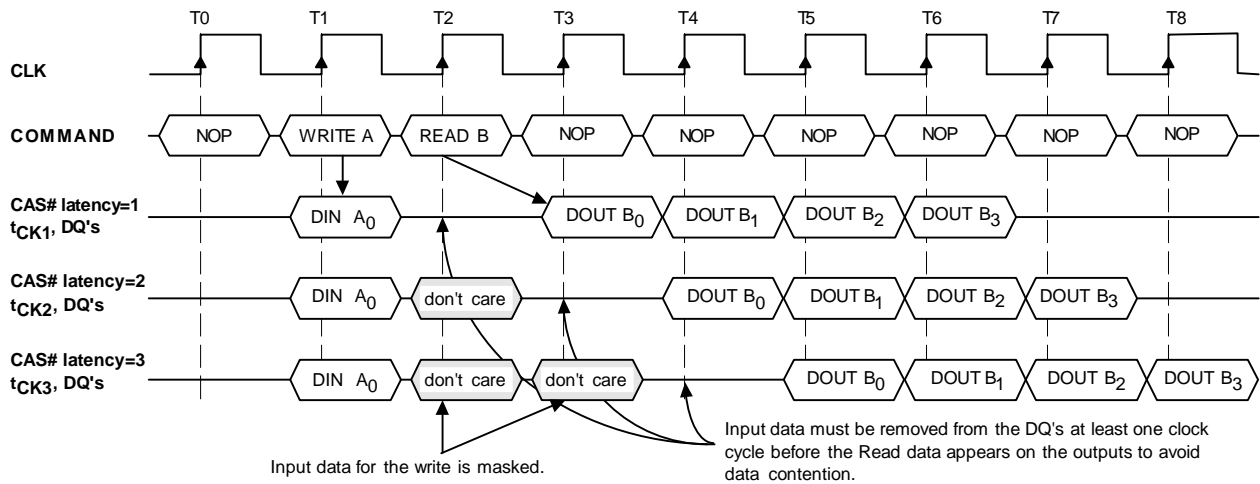 T0 T1 T2 T3 T4 T5 T6 T7 T8
CLK
COMMAND NOP WRITE A READ B NOP NOP NOP NOP NOP NOP
CAS# latency=1
tCK1, DQ's DIN A0 DOUT B0 DOUT B1 DOUT B2 DOUT B3
CAS# latency=2
tCK2, DQ's DIN A0 don't care DOUT B0 DOUT B1 DOUT B2 DOUT B3
CAS# latency=3
tCK3, DQ's DIN A0 don't care don't care DOUT B0 DOUT B1 DOUT B2 DOUT B3
Input data for the write is masked.
Input data must be removed from the DQ's at least one clock
cycle before the Read data appears on the outputs to avoid
data contention.